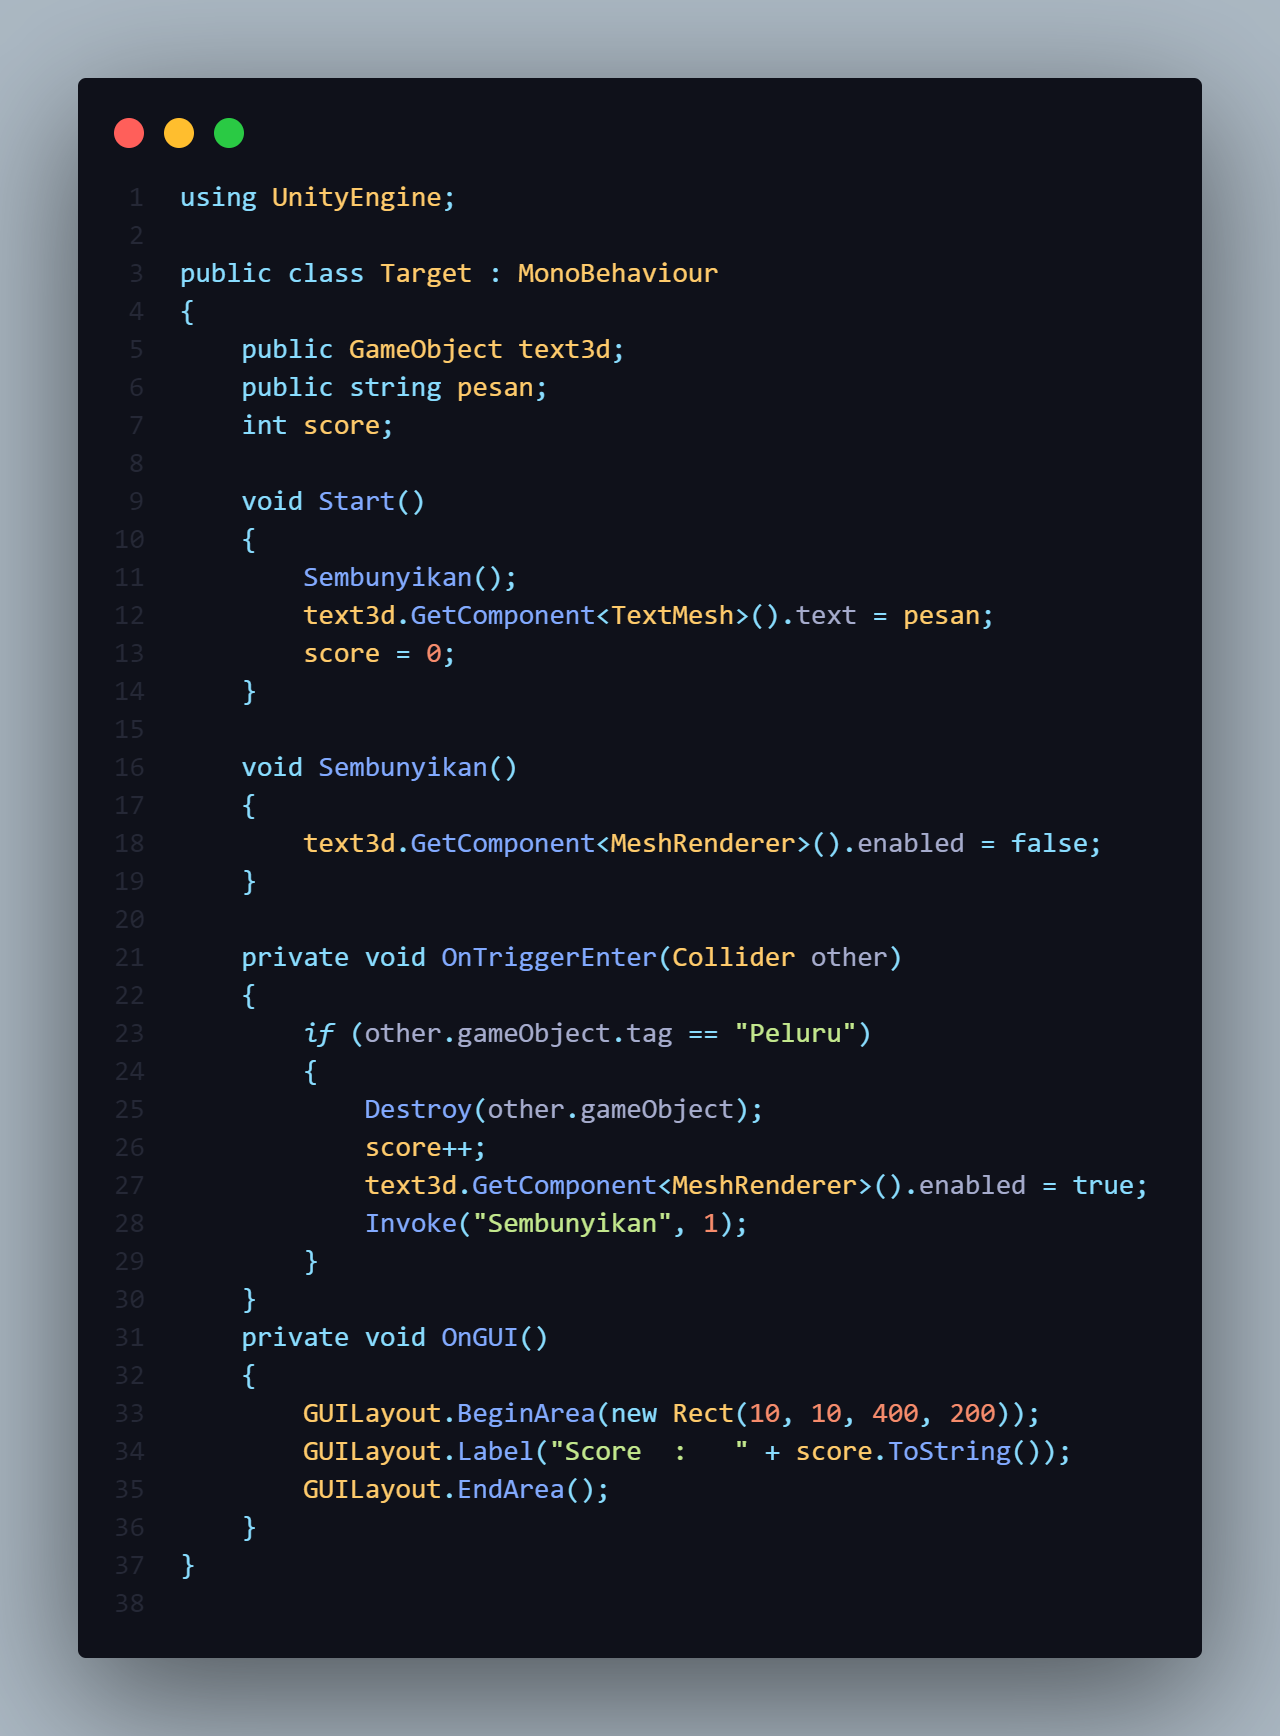 1 using UnityEngine;
2
3 public class Target : MonoBehaviour
4 {
5     public GameObject text3d;
6     public string pesan;
7     int score;
8
9     void Start()
10     {
11         Sembunyikan();
12         text3d.GetComponent<TextMesh>().text = pesan;
13         score = 0;
14     }
15
16     void Sembunyikan()
17     {
18         text3d.GetComponent<MeshRenderer>().enabled = false;
19     }
20
21     private void OnTriggerEnter(Collider other)
22     {
23         if (other.gameObject.tag == "Peluru")
24         {
25             Destroy(other.gameObject);
26             score++;
27             text3d.GetComponent<MeshRenderer>().enabled = true;
28             Invoke("Sembunyikan", 1);
29         }
30     }
31     private void OnGUI()
32     {
33         GUILayout.BeginArea(new Rect(10, 10, 400, 200));
34         GUILayout.Label("Score  :   " + score.ToString());
35         GUILayout.EndArea();
36     }
37 }
38